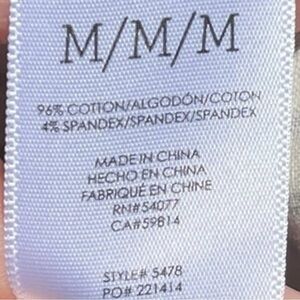 M/M/M
96% COTTON/ALGODÓN/COTON
4% SPANDEX/SPANDEX/SPANDEX
MADE IN CHINA
HECHO EN CHINA
FABRIQUÉ EN CHINE
RN#54077
CA#59814
STYLE# 5478
PO# 221414